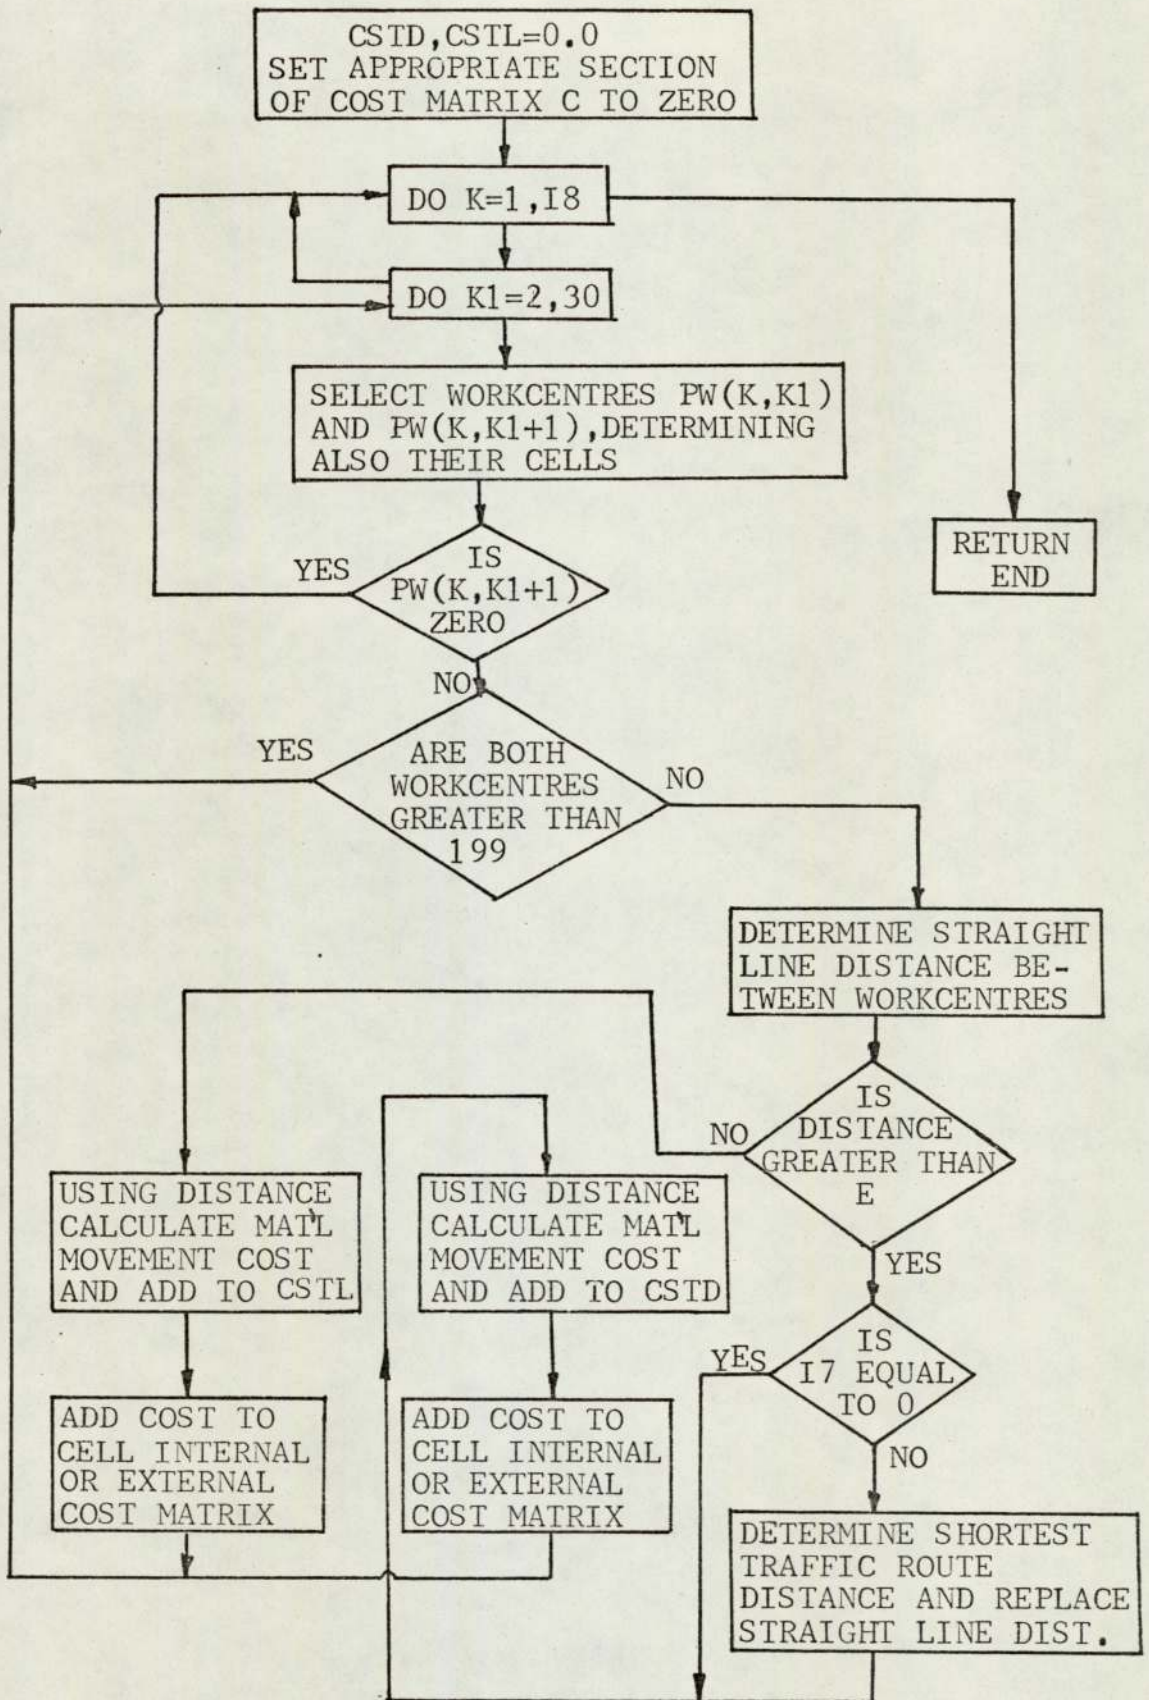 CSTD,CSTL=0.0
SET APPROPRIATE SECTION
OF COST MATRIX C TO ZERO
DO K=1,I8
DO K1=2,30
SELECT WORKCENTRES PW(K,K1)
AND PW(K,K1+1),DETERMINING
ALSO THEIR CELLS
RETURN
END
YES
IS
PW(K,K1+1)
ZERO
NO
YES
ARE BOTH
WORKCENTRES
GREATER THAN
199
NO
DETERMINE STRAIGHT
LINE DISTANCE BE-
TWEEN WORKCENTRES
IS
DISTANCE
GREATER THAN
E
NO
YES
USING DISTANCE
CALCULATE MAT'L
MOVEMENT COST
AND ADD TO CSTL
USING DISTANCE
CALCULATE MAT'L
MOVEMENT COST
AND ADD TO CSTD
IS
I7 EQUAL
TO 0
YES
NO
ADD COST TO
CELL INTERNAL
OR EXTERNAL
COST MATRIX
ADD COST TO
CELL INTERNAL
OR EXTERNAL
COST MATRIX
DETERMINE SHORTEST
TRAFFIC ROUTE
DISTANCE AND REPLACE
STRAIGHT LINE DIST.